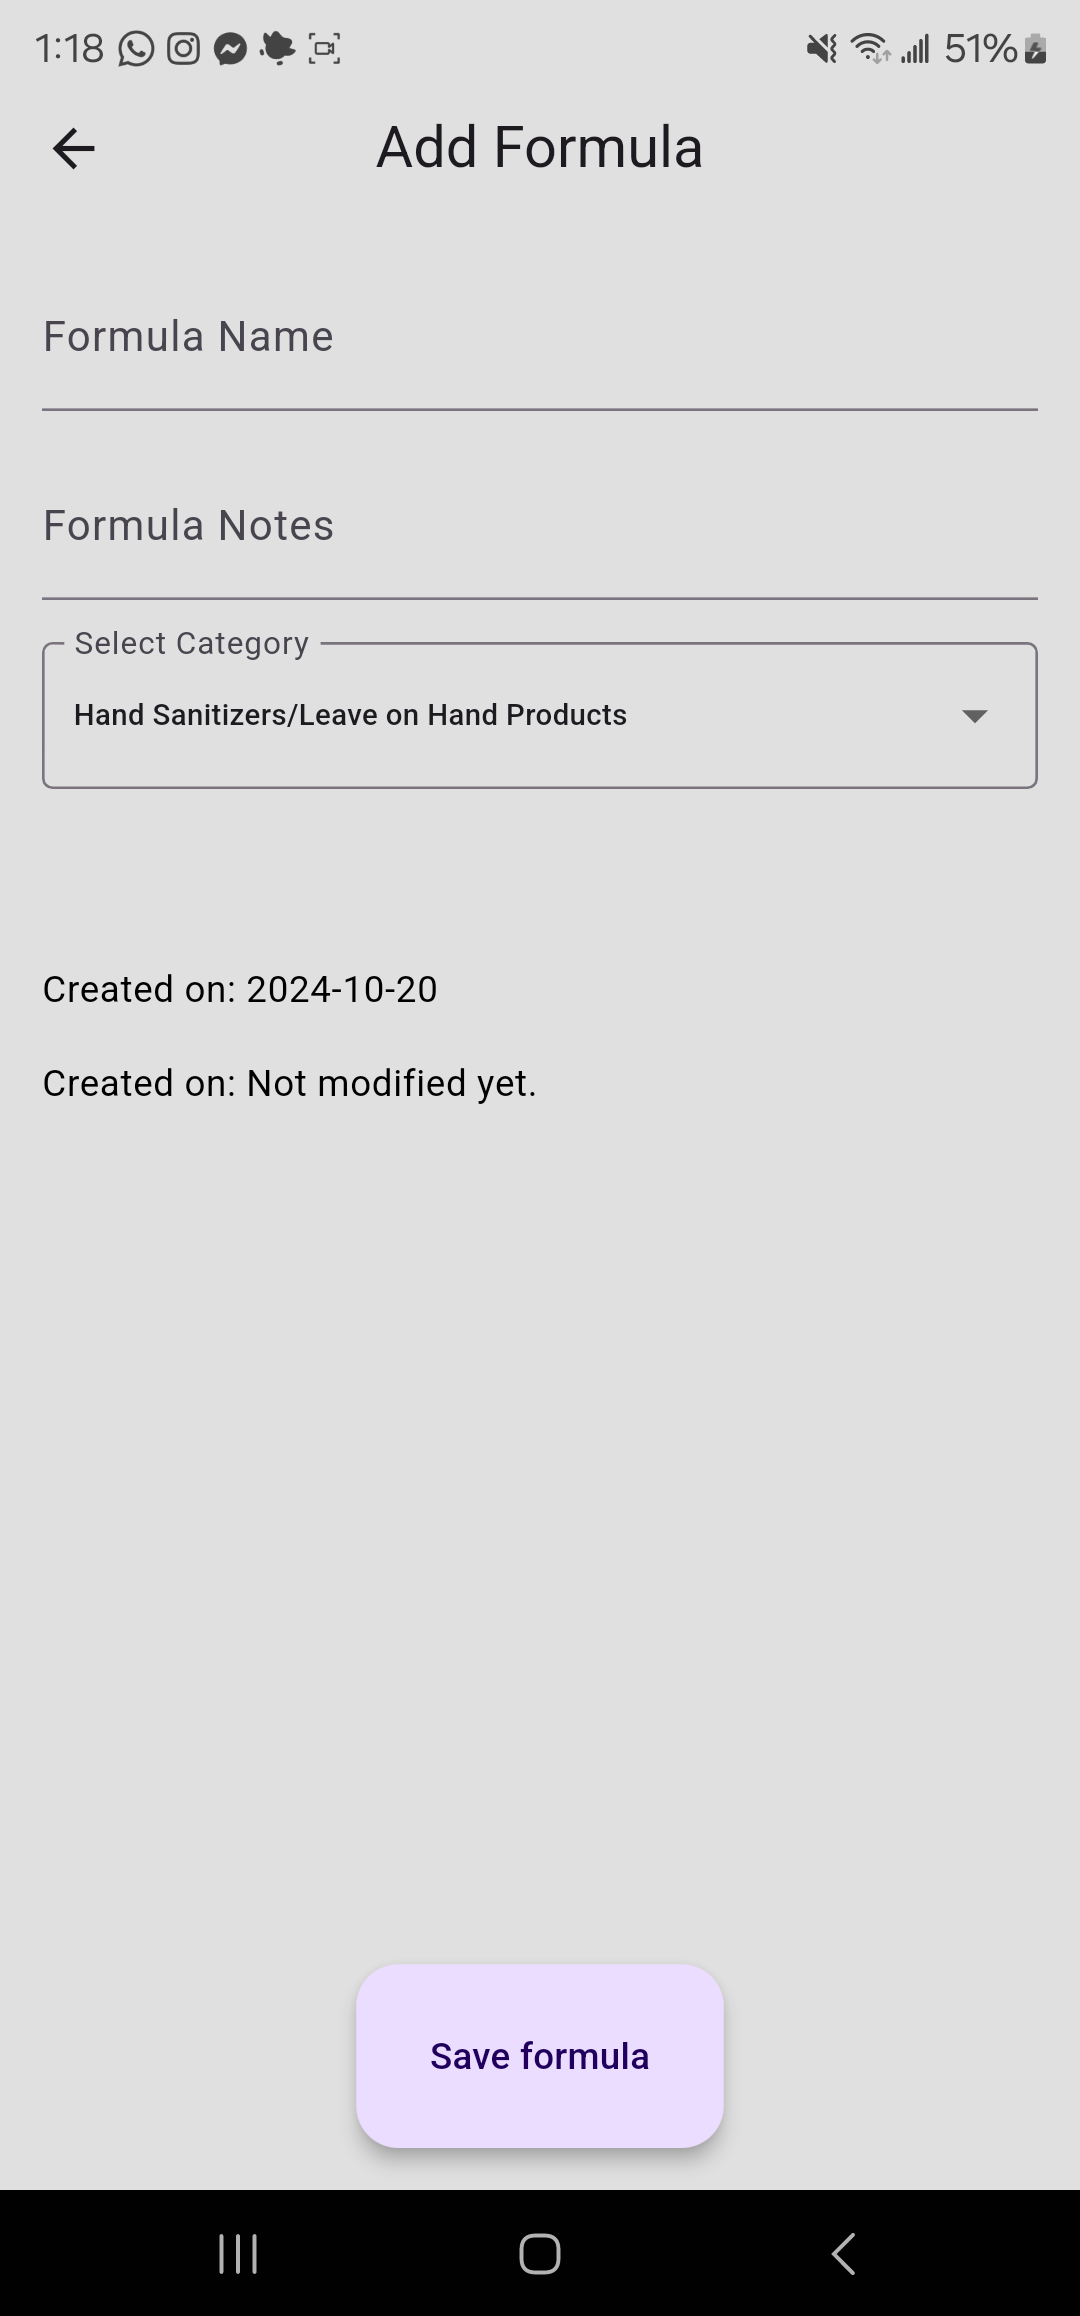 1:18
51%
Add Formula
Formula Name
Formula Notes
Select Category
Hand Sanitizers/Leave on Hand Products
Created on: 2024-10-20
Created on: Not modified yet.
Save formula